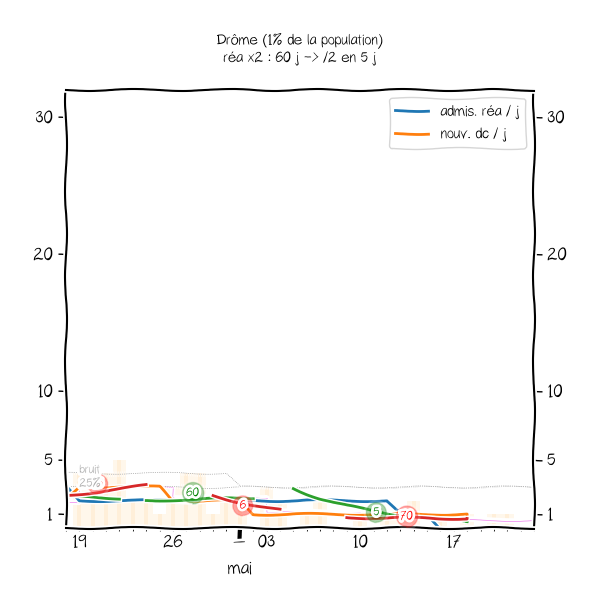 Drôme (1% de la population)
réa x2 : 60 j -> /2 en 5 j
admis. réa / j
nouv. dc / j
30 30
20 20
10 10
5 5
1 1
bruit
25%
3
60
6
5
70
19 26 03 10 17
mai